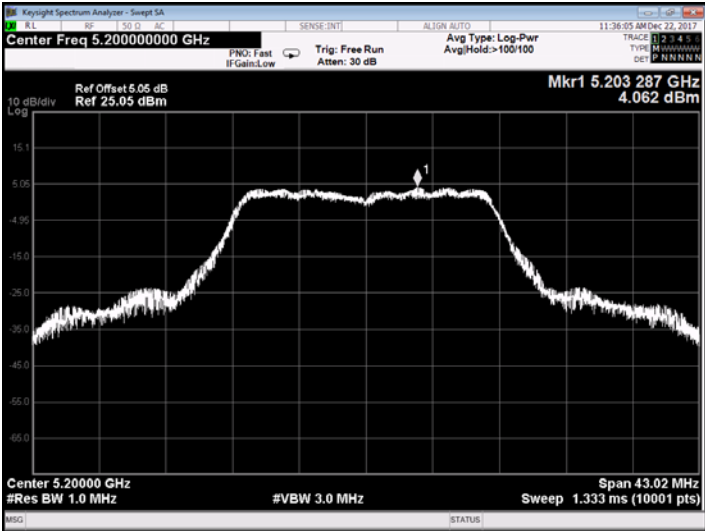 Keysight Spectrum Analyzer - Swept SA
RL RF 50 Ω AC SENSE:INT ALIGN AUTO 11:36:05 AM Dec 22, 2017
Center Freq 5.200000000 GHz
PNO: Fast
IFGain:Low
Trig: Free Run
Atten: 30 dB
Avg Type: Log-Pwr
Avg|Hold:>100/100
TRACE 1 2 3 4 5 6
TYPE M WWWWW
DET P N N N N N
Ref Offset 5.05 dB
Ref 25.05 dBm
10 dB/div
Log
Mkr1 5.203 287 GHz
4.062 dBm
1
15.1
5.05
-4.95
-15.0
-25.0
-35.0
-45.0
-55.0
-65.0
Center 5.20000 GHz
Span 43.02 MHz
#Res BW 1.0 MHz
#VBW 3.0 MHz
Sweep 1.333 ms (10001 pts)
MSG
STATUS